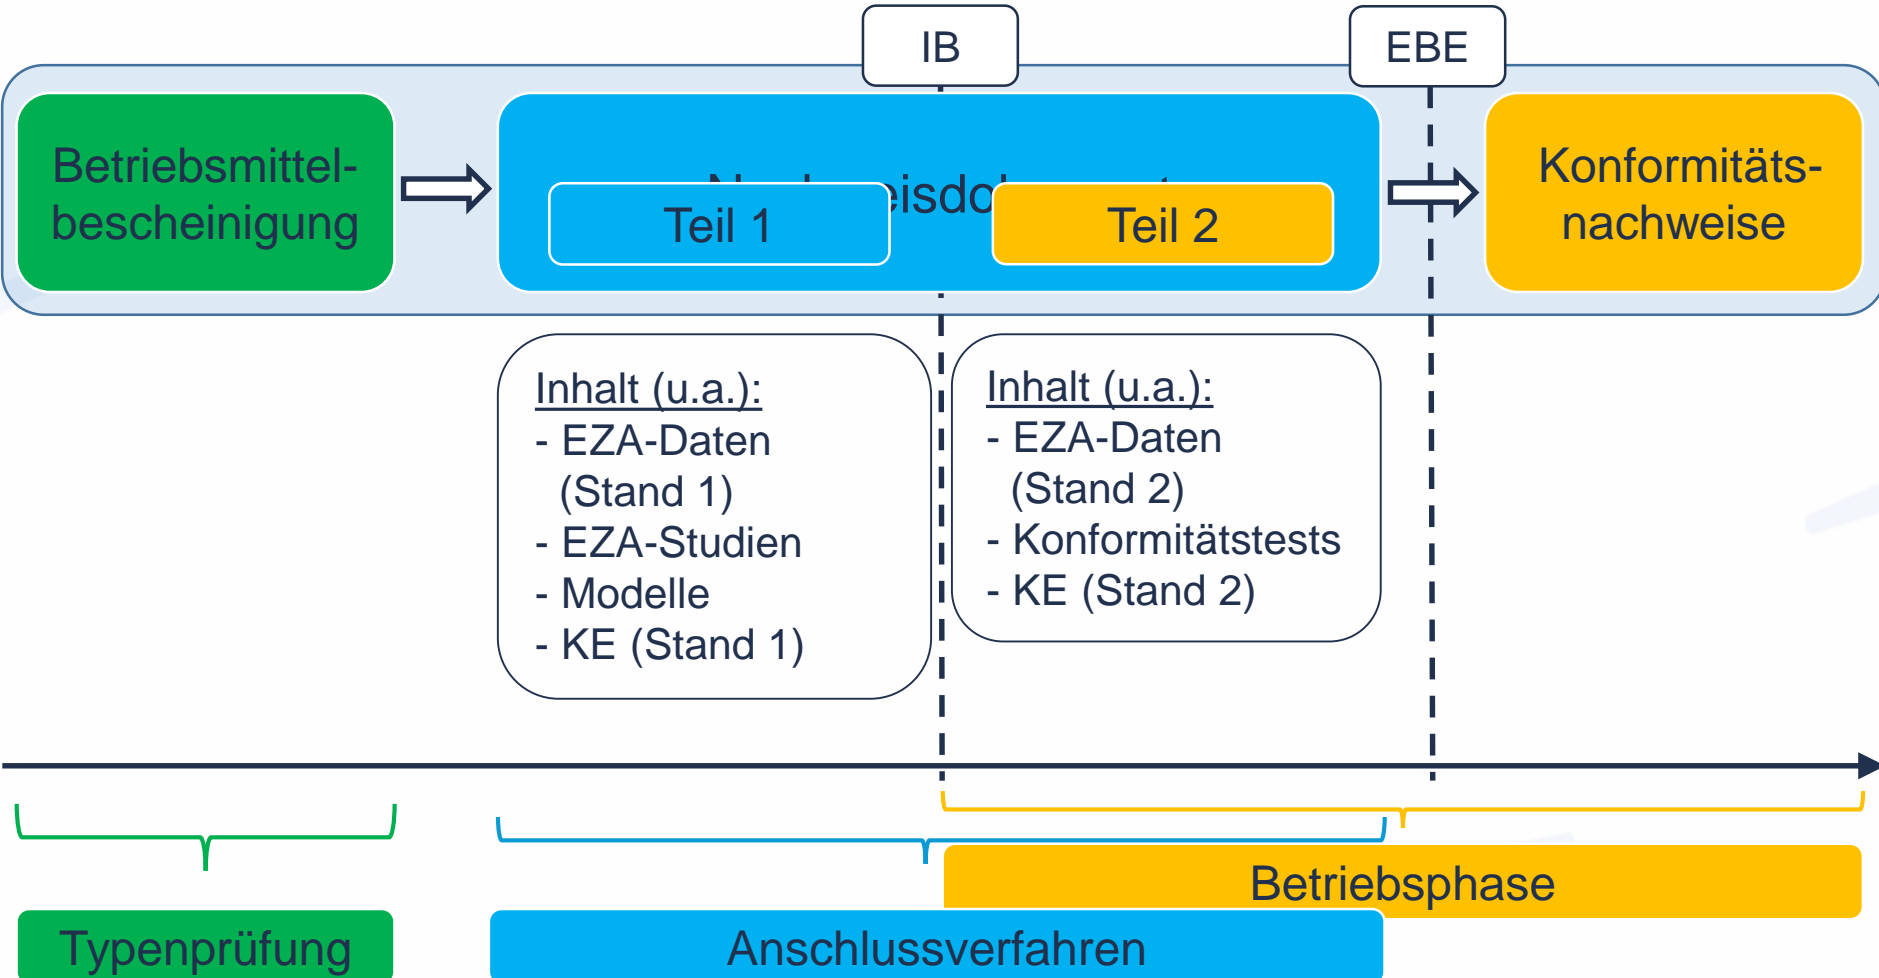 IB
EBE
Betriebsmittel-
bescheinigung
Teil 1
Teil 2
Konformitäts-
nachweise
Inhalt (u.a.):
- EZA-Daten
(Stand 1)
- EZA-Studien
- Modelle
- KE (Stand 1)
Inhalt (u.a.):
- EZA-Daten
(Stand 2)
- Konformitätstests
- KE (Stand 2)
Betriebsphase
Typenprüfung
Anschlussverfahren